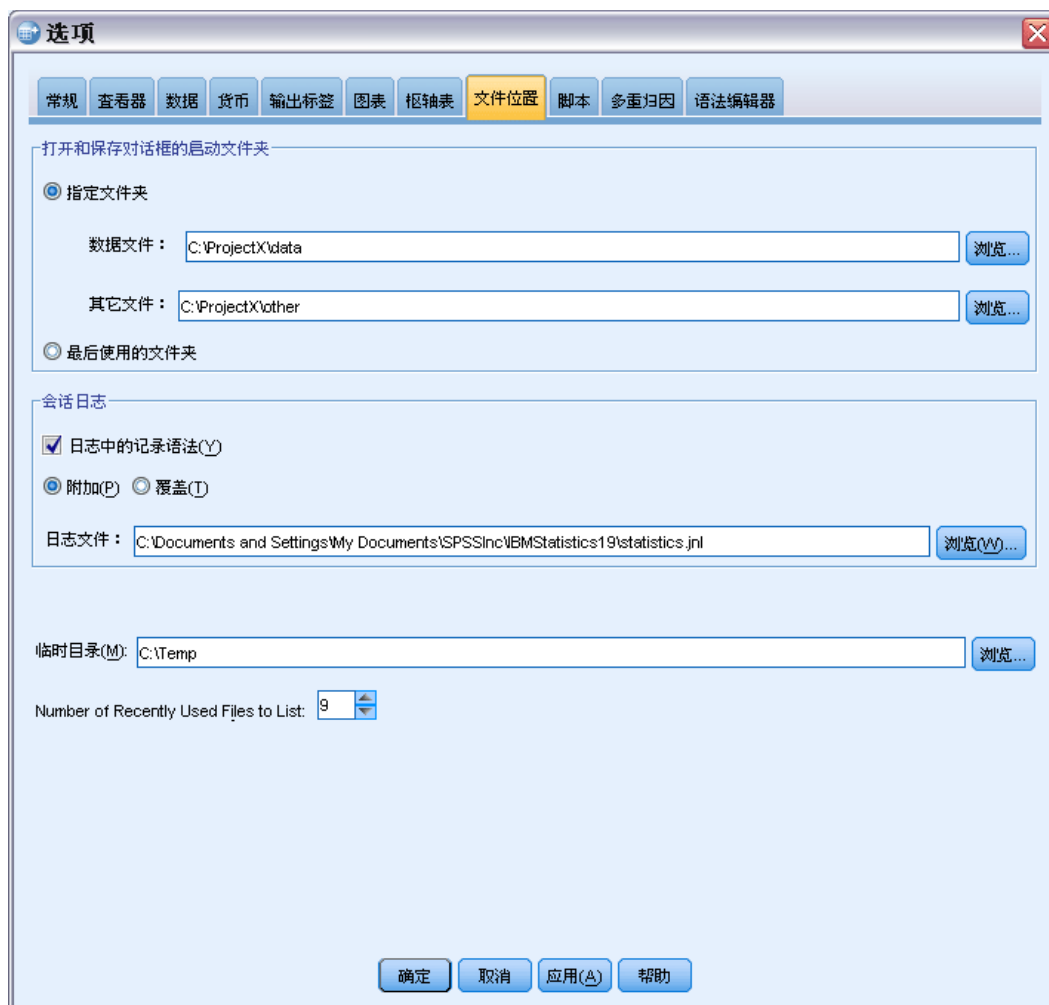 选项
常规 查看器 数据 货币 输出标签 图表 枢轴表 文件位置 脚本 多重归因 语法编辑器
打开和保存对话框的启动文件夹
指定文件夹
数据文件： C:\ProjectX\data 浏览...
其它文件： C:\ProjectX\other 浏览...
最后使用的文件夹
会话日志
日志中的记录语法(Y)
附加(P) 覆盖(T)
日志文件： C:\Documents and Settings\My Documents\SPSSInc\IBMStatistics19\statistics.jnl 浏览(W)...
临时目录(M): C:\Temp 浏览...
Number of Recently Used Files to List: 9
确定 取消 应用(A) 帮助